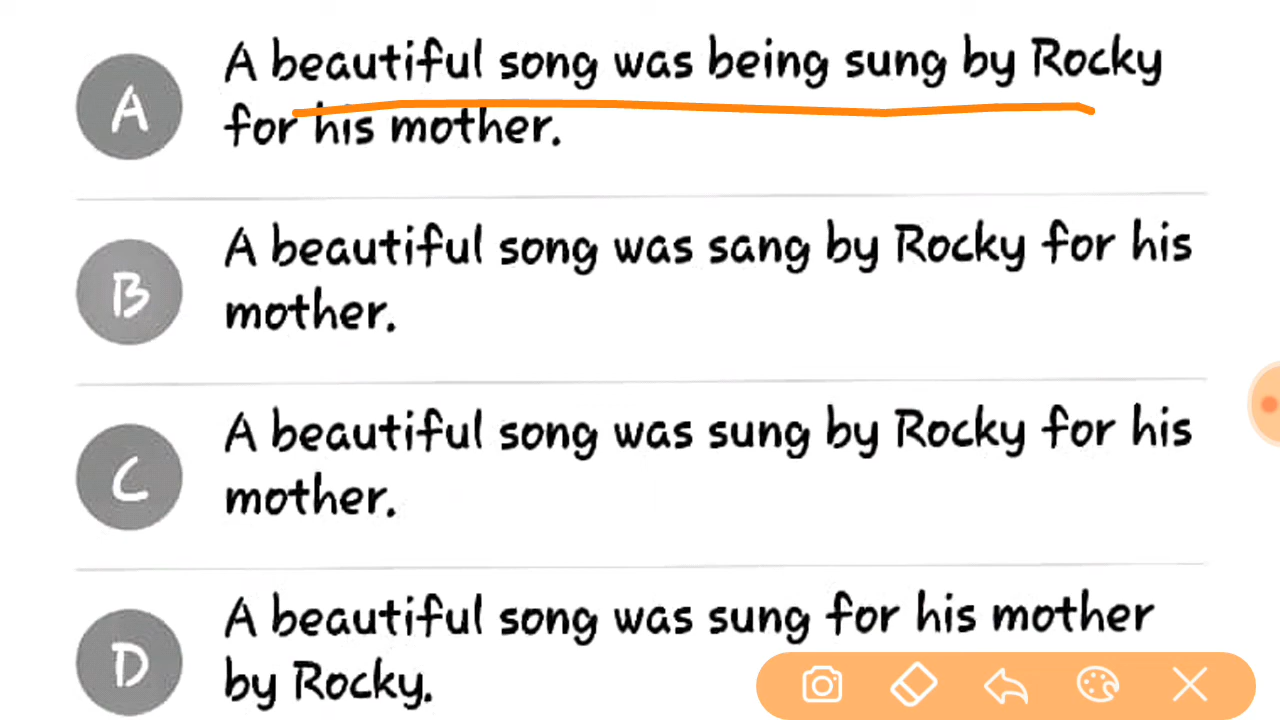 A
A beautiful song was being sung by Rocky
for his mother.
B
A beautiful song was sang by Rocky for his
mother.
C
A beautiful song was sung by Rocky for his
mother.
D
A beautiful song was sung for his mother
by Rocky.